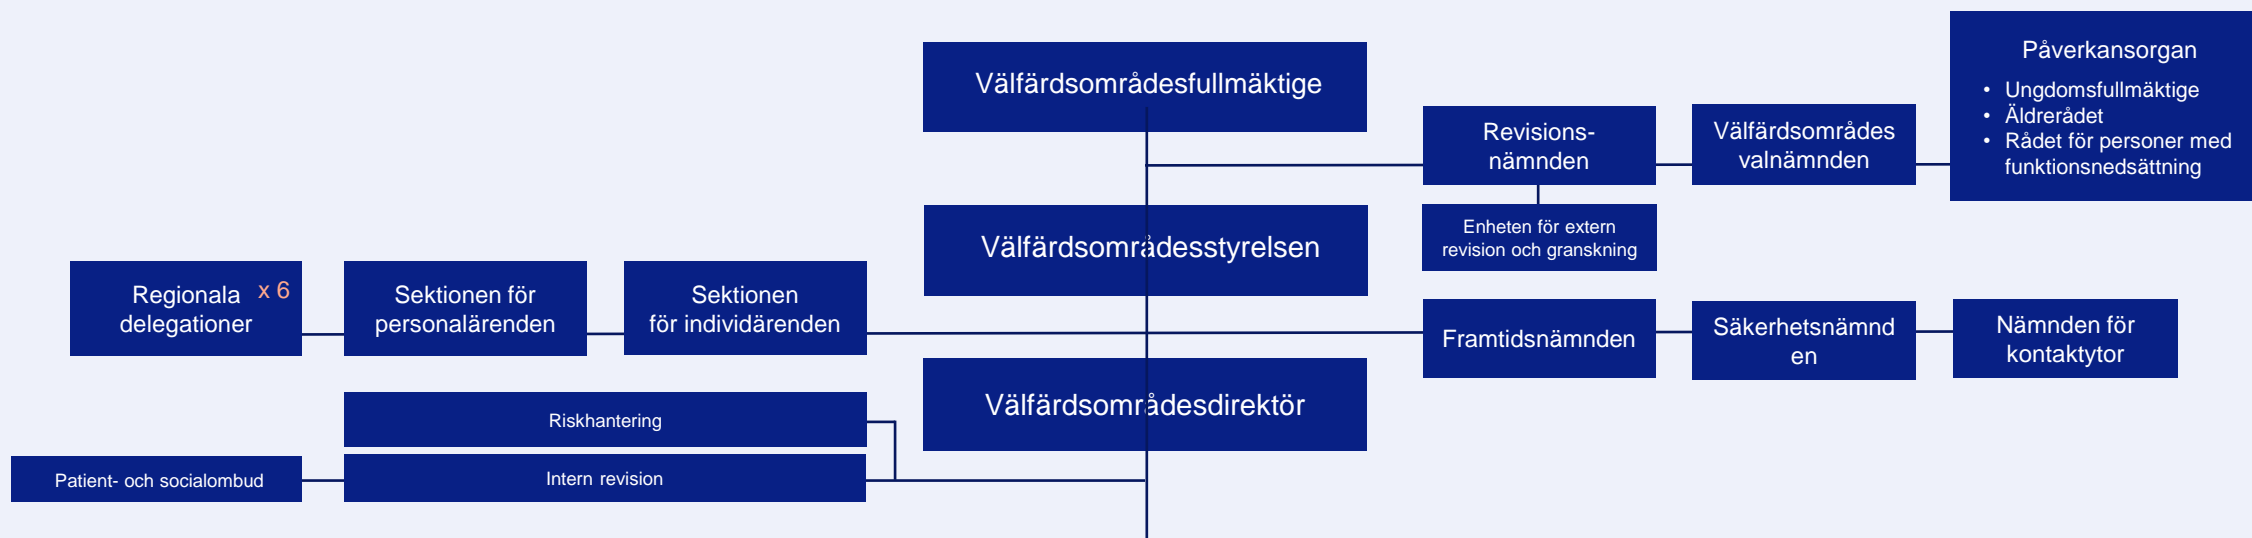 Välfärdsområdesfullmäktige
Påverkansorgan
• Ungdomsfullmäktige
• Äldrerådet
• Rådet för personer med
funktionsnedsättning
Revisions-
nämnden
Välfärdsområdes
valnämnden
Enheten för extern
revision och granskning
Välfärdsområdesstyrelsen
Regionala x 6
delegationer
Sektionen för
personalärenden
Sektionen
för individärenden
Framtidsnämnden
Säkerhetsnämnd
en
Nämnden för
kontaktytor
Välfärdsområdesdirektör
Riskhantering
Patient- och socialombud
Intern revision